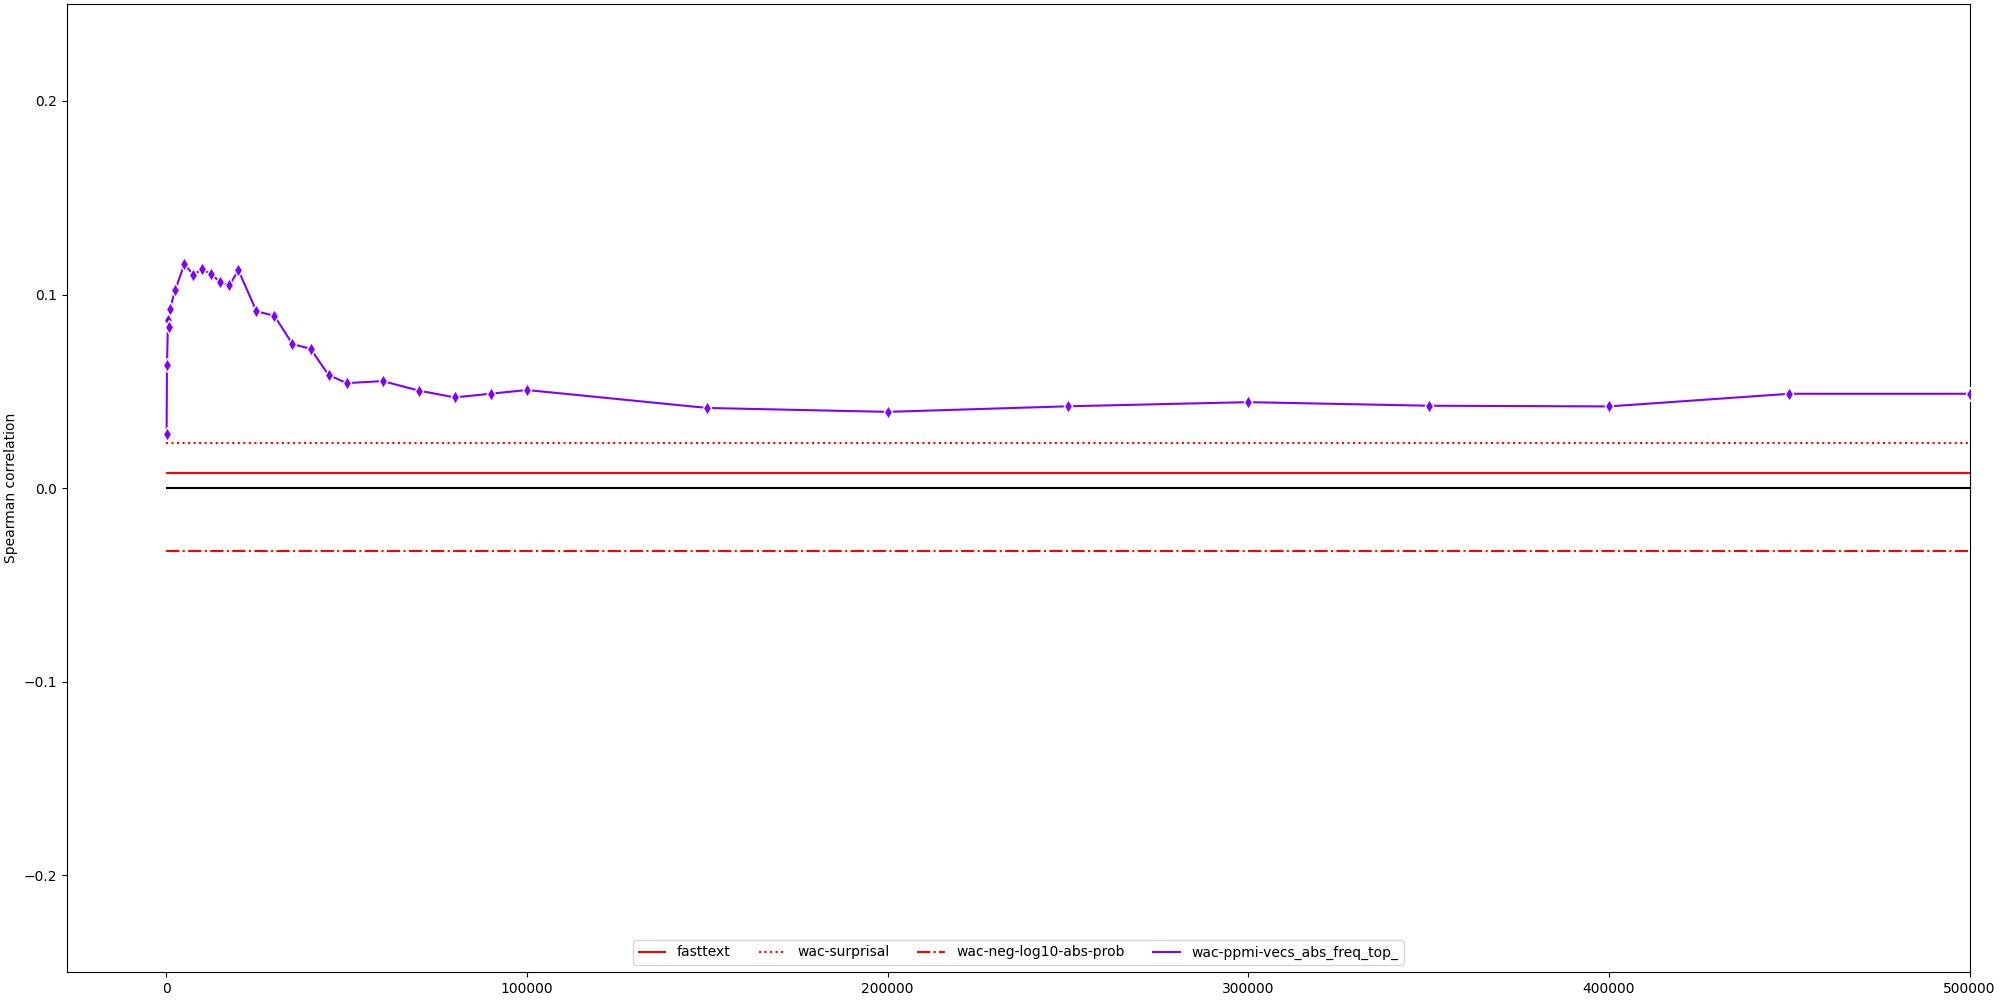 Spearman correlation
0.2
0.1
0.0
−0.1
−0.2
fasttext wac-surprisal wac-neg-log10-abs-prob wac-ppmi-vecs_abs_freq_top_
0 100000 200000 300000 400000 500000